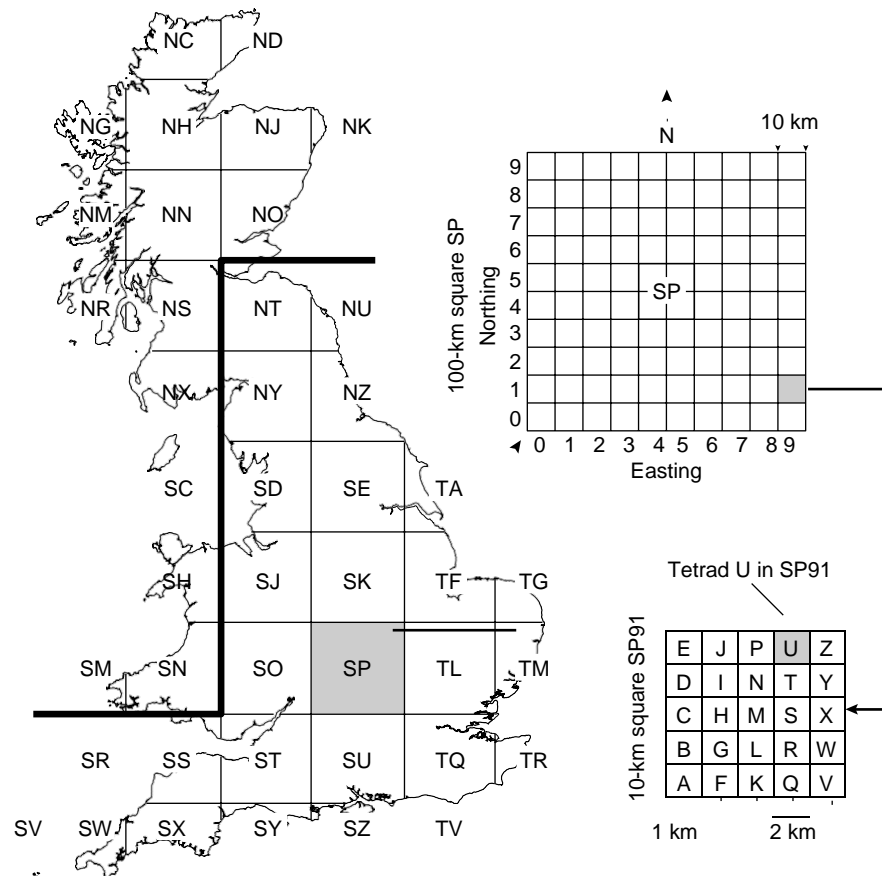 NC ND
NG NH NJ NK
NM NN NO
NR NS NT NU
NX NY NZ
SC SD SE TA
SH SJ SK TF TG
SM SN SO SP TL TM
SR SS ST SU TQ TR
SV SW SX SY SZ TV
N
10 km
100-km square SP
Northing
9
8
7
6
5
4
3
2
1
0
SP
0 1 2 3 4 5 6 7 8 9
Easting
Tetrad U in SP91
10-km square SP91
E J P U Z
D I N T Y
C H M S X
B G L R W
A F K Q V
1 km 2 km